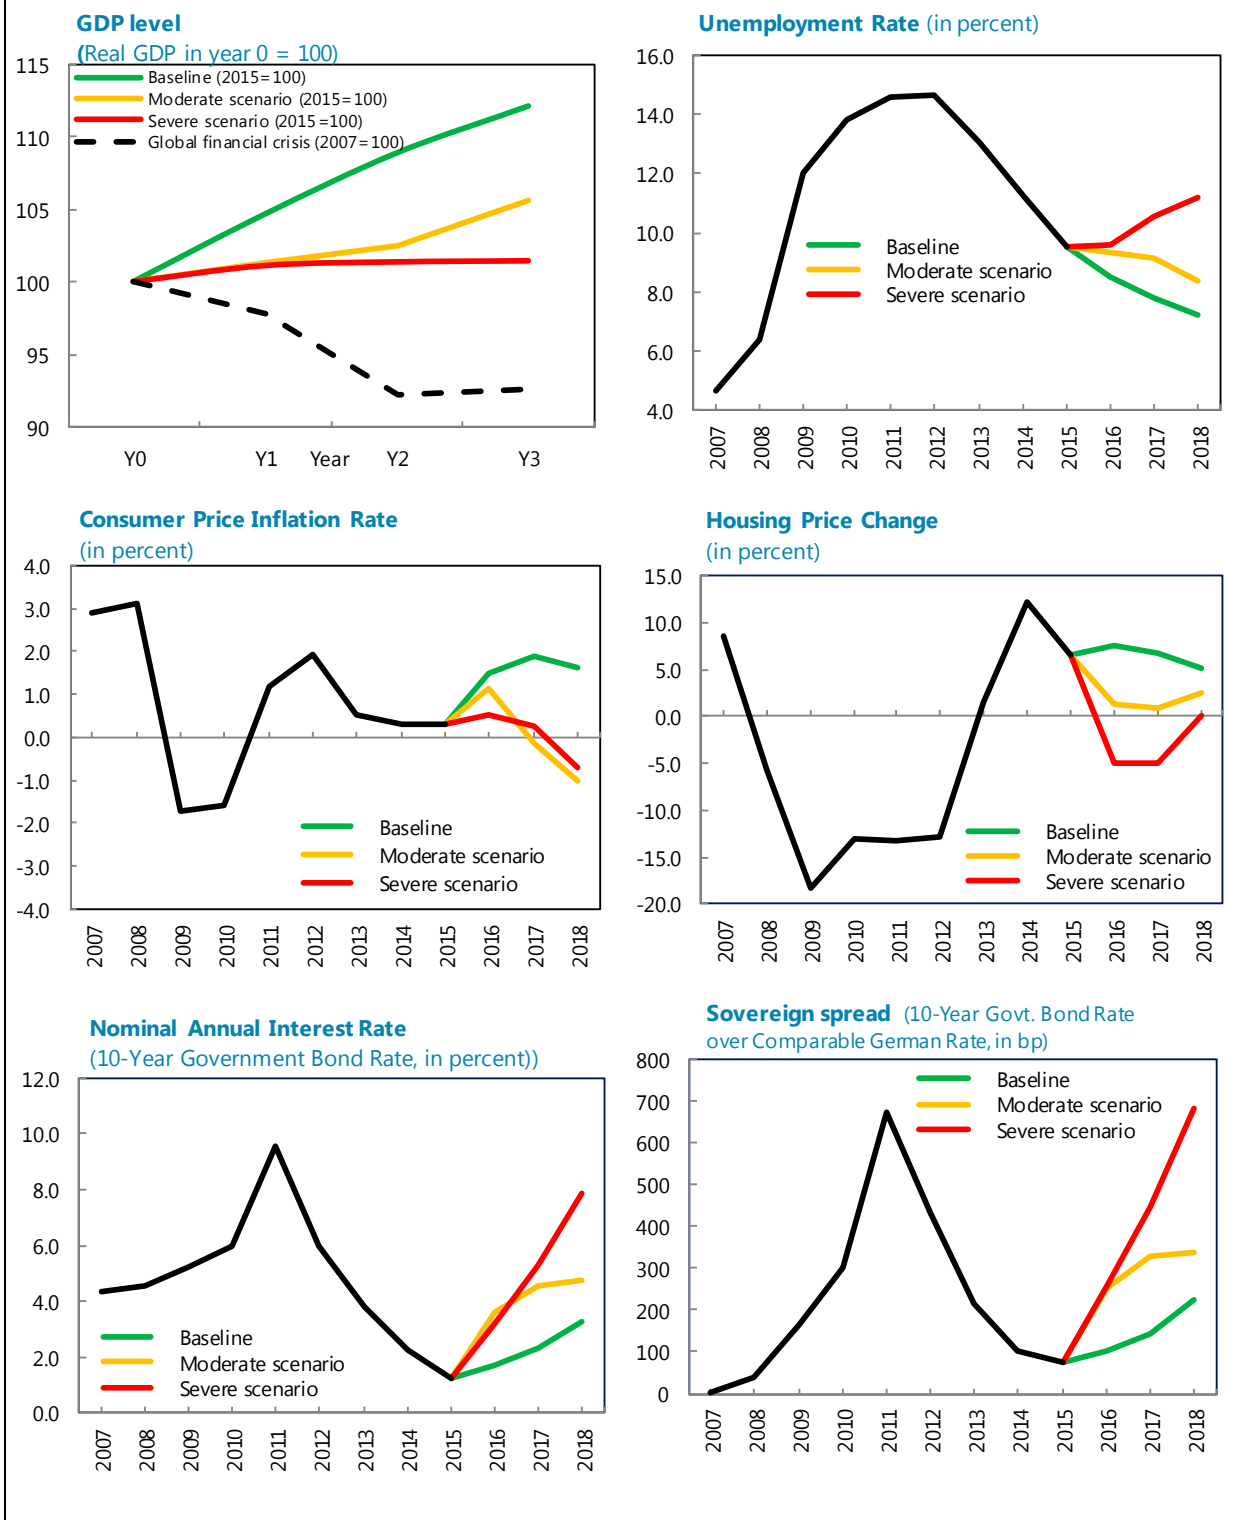 GDP level
(Real GDP in year 0 = 100)
115
110
105
100
95
90
Baseline (2015=100)
Moderate scenario (2015=100)
Severe scenario (2015=100)
Global financial crisis (2007=100)
Y0 Y1 Year Y2 Y3
Unemployment Rate (in percent)
16.0
14.0
12.0
10.0
8.0
6.0
4.0
Baseline
Moderate scenario
Severe scenario
2007 2008 2009 2010 2011 2012 2013 2014 2015 2016 2017 2018
Consumer Price Inflation Rate
(in percent)
4.0
3.0
2.0
1.0
0.0
-1.0
-2.0
-3.0
-4.0
Baseline
Moderate scenario
Severe scenario
2007 2008 2009 2010 2011 2012 2013 2014 2015 2016 2017 2018
Housing Price Change
(in percent)
15.0
10.0
5.0
0.0
-5.0
-10.0
-15.0
-20.0
Baseline
Moderate scenario
Severe scenario
2007 2008 2009 2010 2011 2012 2013 2014 2015 2016 2017 2018
Nominal Annual Interest Rate
(10-Year Government Bond Rate, in percent))
12.0
10.0
8.0
6.0
4.0
2.0
0.0
Baseline
Moderate scenario
Severe scenario
2007 2008 2009 2010 2011 2012 2013 2014 2015 2016 2017 2018
Sovereign spread (10-Year Govt. Bond Rate
over Comparable German Rate, in bp)
800
700
600
500
400
300
200
100
0
Baseline
Moderate scenario
Severe scenario
2007 2008 2009 2010 2011 2012 2013 2014 2015 2016 2017 2018